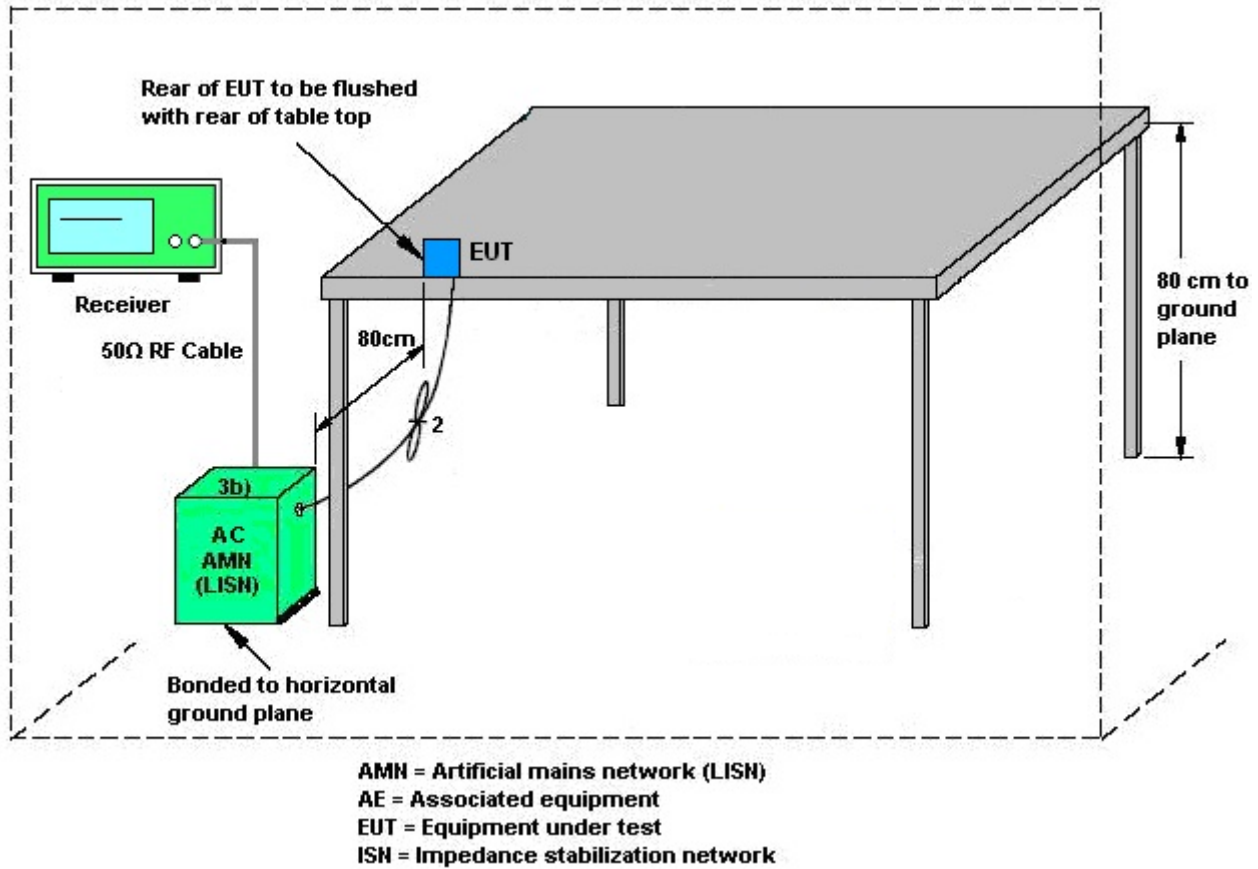 Rear of EUT to be flushed
with rear of table top
EUT
Receiver
80cm
80 cm to
ground
plane
50Ω RF Cable
2
3b)
AC
AMN
(LISN)
Bonded to horizontal
ground plane
AMN = Artificial mains network (LISN)
AE = Associated equipment
EUT = Equipment under test
ISN = Impedance stabilization network